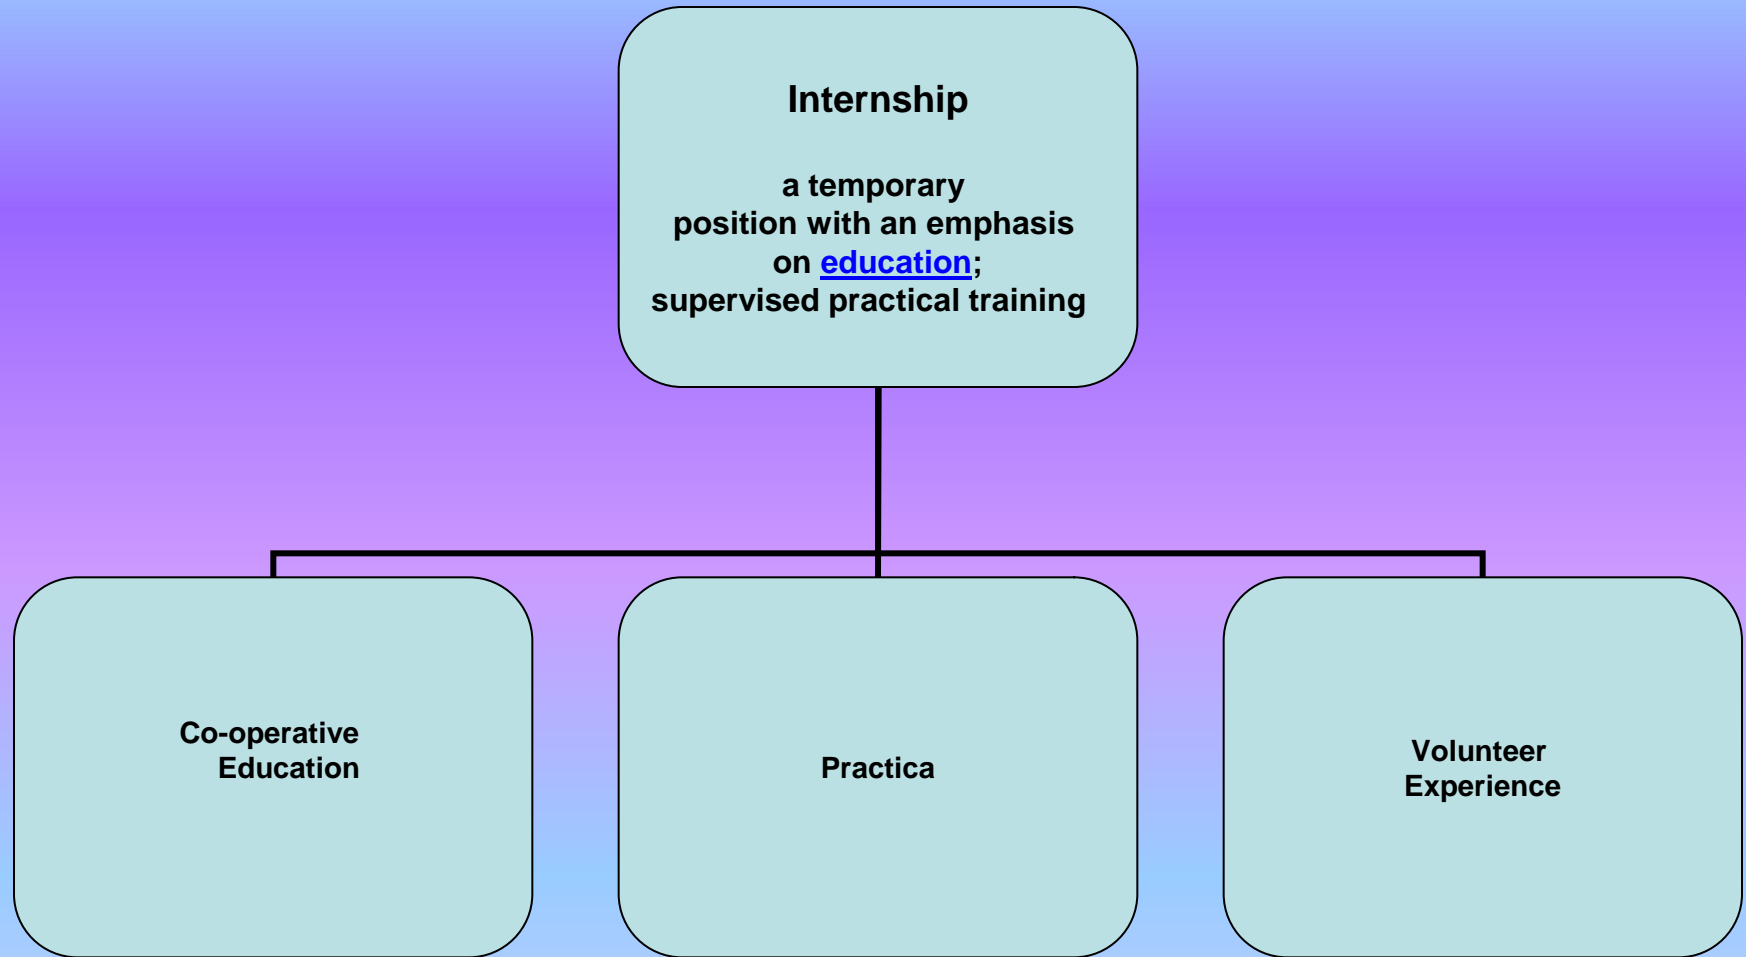 Internship
a temporary
position with an emphasis
on education;
supervised practical training
Co-operative
Education
Practica
Volunteer
Experience